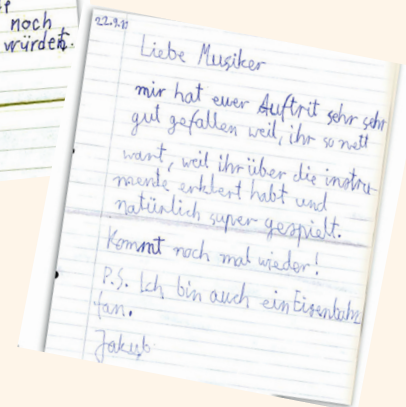 noch
würdet.
22.9.11
Liebe Musiker
mir hat euer Auftrit sehr sehr
gut gefallen weil, ihr so nett
wart, weil ihr über die instru-
mente erklert habt und
natürlich super gespielt.
Kommt noch mal wieder!
P.S. Ich bin auch ein Eisenbahn
fan.
Jakub